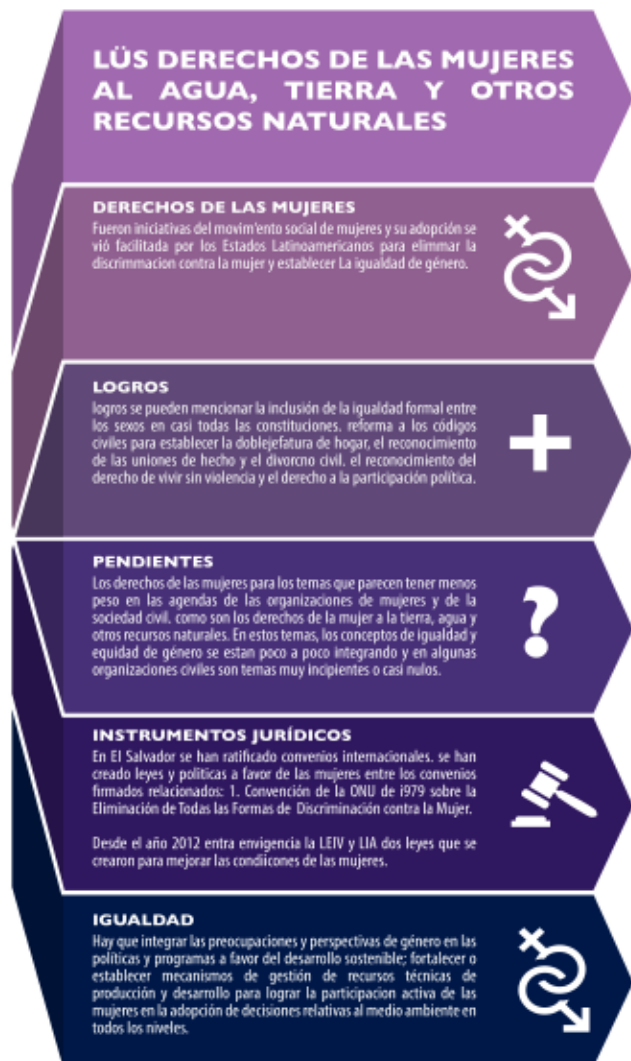 LÜS DERECHOS DE LAS MUJERES
AL AGUA, TIERRA Y OTROS
RECURSOS NATURALES
DERECHOS DE LAS MUJERES
Fueron iniciativas del movim'ento social de mujeres y su adopción se
vió facilitada por los Estados Latinoamericanos para elimmar la
discrimmacion contra la mujer y establecer La igualdad de género.
LOGROS
logros se pueden mencionar la inclusión de la igualdad formal entre
los sexos en casi todas las constituciones. reforma a los códigos
civiles para establecer la doblejefatura de hogar, el reconocimiento
de las uniones de hecho y el divorcno civil. el reconocimiento del
derecho de vivir sin violencia y el derecho a la participación política.
PENDIENTES
Los derechos de las mujeres para los temas que parecen tener menos
peso en las agendas de las organizaciones de mujeres y de la
sociedad civil. como son los derechos de la mujer a la tierra, agua y
otros recursos naturales. En estos temas, los conceptos de igualdad y
equidad de género se estan poco a poco integrando y en algunas
organizaciones civiles son temas muy incipientes o casi nulos.
INSTRUMENTOS JURÍDICOS
En El Salvador se han ratificado convenios internacionales. se han
creado leyes y politicas a favor de las mujeres entre los convenios
firmados relacionados: 1. Convención de la ONU de i979 sobre la
Eliminación de Todas las Formas de Discriminación contra la Mujer.
Desde el año 2012 entra envigencia la LEIV y LIA dos leyes que se
crearon para mejorar las condiicones de las mujeres.
IGUALDAD
Hay que integrar las preocupaciones y perspectivas de género en las
políticas y programas a favor del desarrollo sostenible; fortalecer o
establecer mecanismos de gestión de recursos técnicas de
producción y desarrollo para lograr la participacion activa de las
mujeres en la adopción de decisiones relativas al medio ambiente en
todos los niveles.